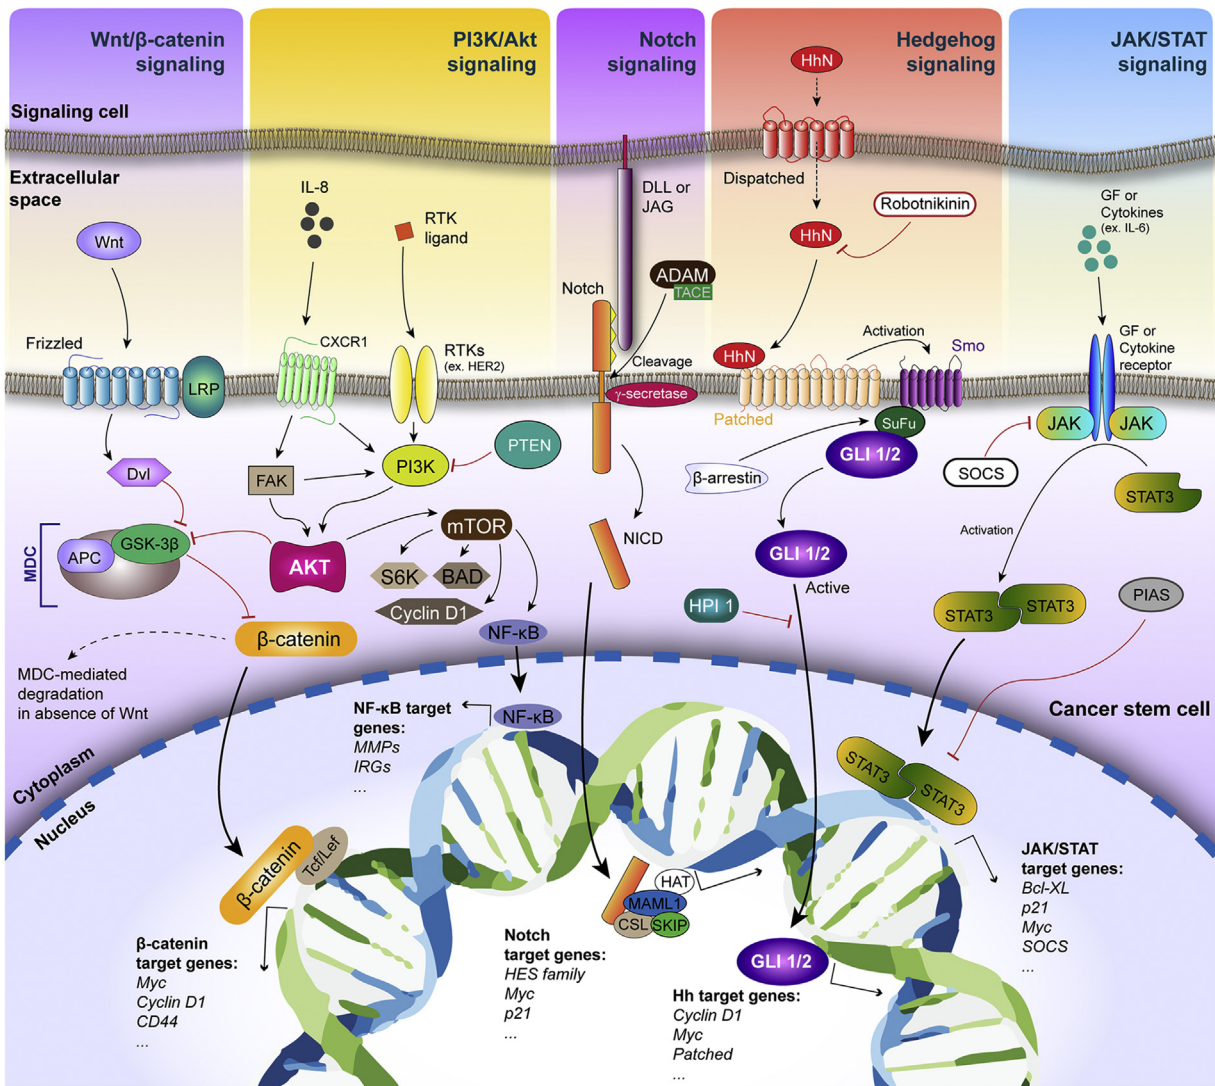 Wnt/β-catenin
signaling
PI3K/Akt
signaling
Notch
signaling
Hedgehog
signaling
JAK/STAT
signaling
HhN
Signaling cell
Extracellular
space
Dispatched
IL-8
RTK
ligand
DLL or
JAG
Robotnikinin
GF or
Cytokines
(ex. IL-6)
Wnt
HhN
ADAM
TACE
Notch
Frizzled
CXCR1
RTKs
(ex. HER2)
Cleavage
HhN
Activation
Smo
GF or
Cytokine
receptor
LRP
γ-secretase
Patched
SuFu
JAK
JAK
PTEN
PI3K
GLI 1/2
Dvl
FAK
β-arrestin
SOCS
STAT3
MDC
APC
GSK-3β
AKT
mTOR
NICD
Activation
GLI 1/2
Active
S6K
BAD
Cyclin D1
HPI 1
STAT3
STAT3
PIAS
β-catenin
NF-κB
MDC-mediated
degradation
in absence of Wnt
Cancer stem cell
NF-κB target
genes:
MMPs
IRGs
...
NF-κB
Cytoplasm
Nucleus
STAT3
STAT3
β-catenin
Tcf/Lef
HAT
MAML1
CSL
SKIP
JAK/STAT
target genes:
Bcl-XL
p21
Myc
SOCS
...
β-catenin
target genes:
Myc
Cyclin D1
CD44
...
Notch
target genes:
HES family
Myc
p21
...
GLI 1/2
Hh target genes:
Cyclin D1
Myc
Patched
...